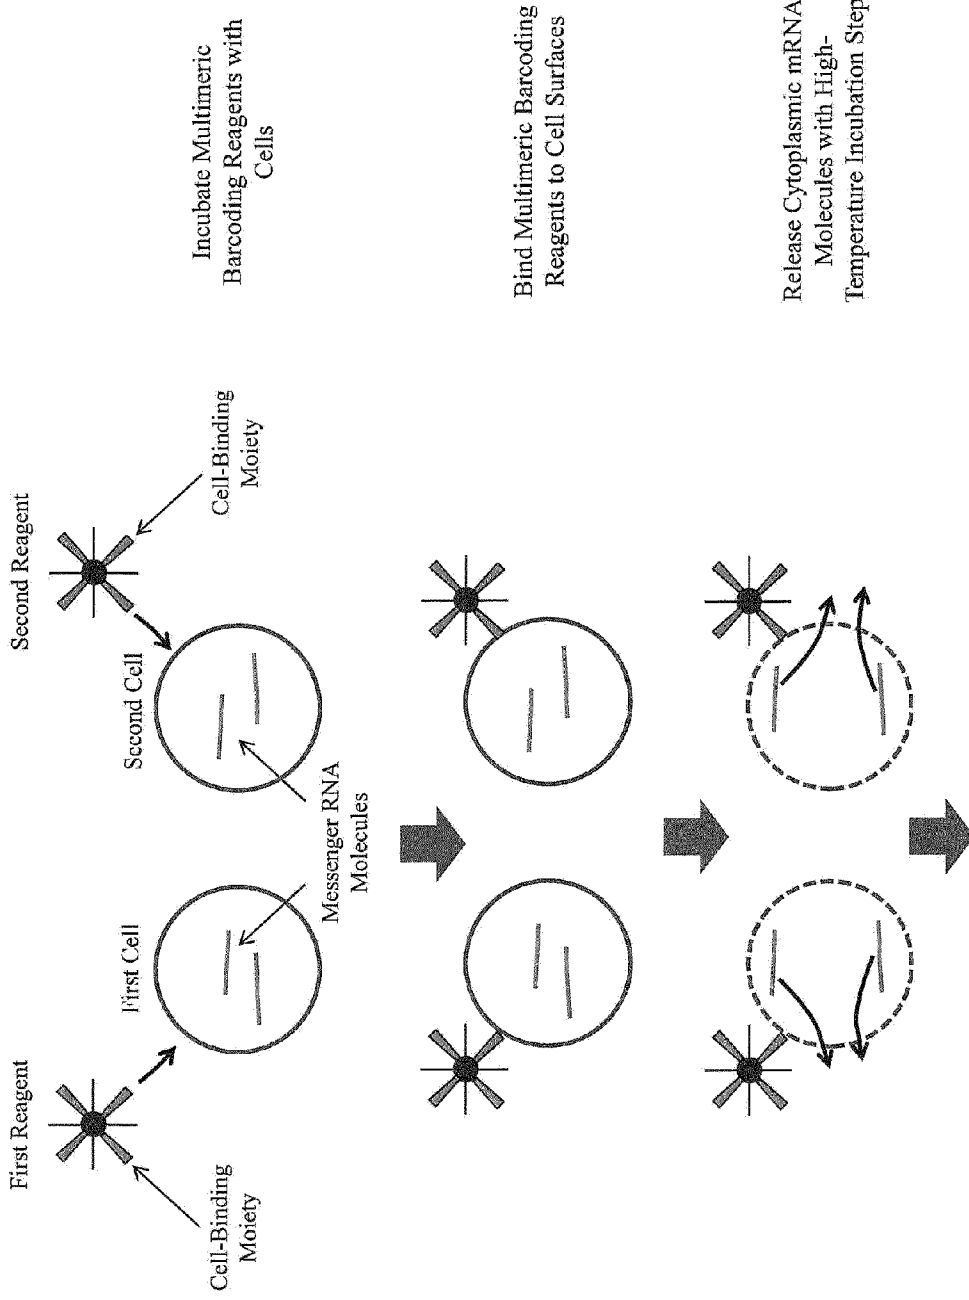 First Reagent
Second Reagent
First Cell
Second Cell
Cell-Binding
Moiety
Messenger RNA
Molecules
Cell-Binding
Moiety
Incubate Multimeric
Barcoding Reagents with
Cells
Bind Multimeric Barcoding
Reagents to Cell Surfaces
Release Cytoplasmic mRNA
Molecules with High-
Temperature Incubation Step